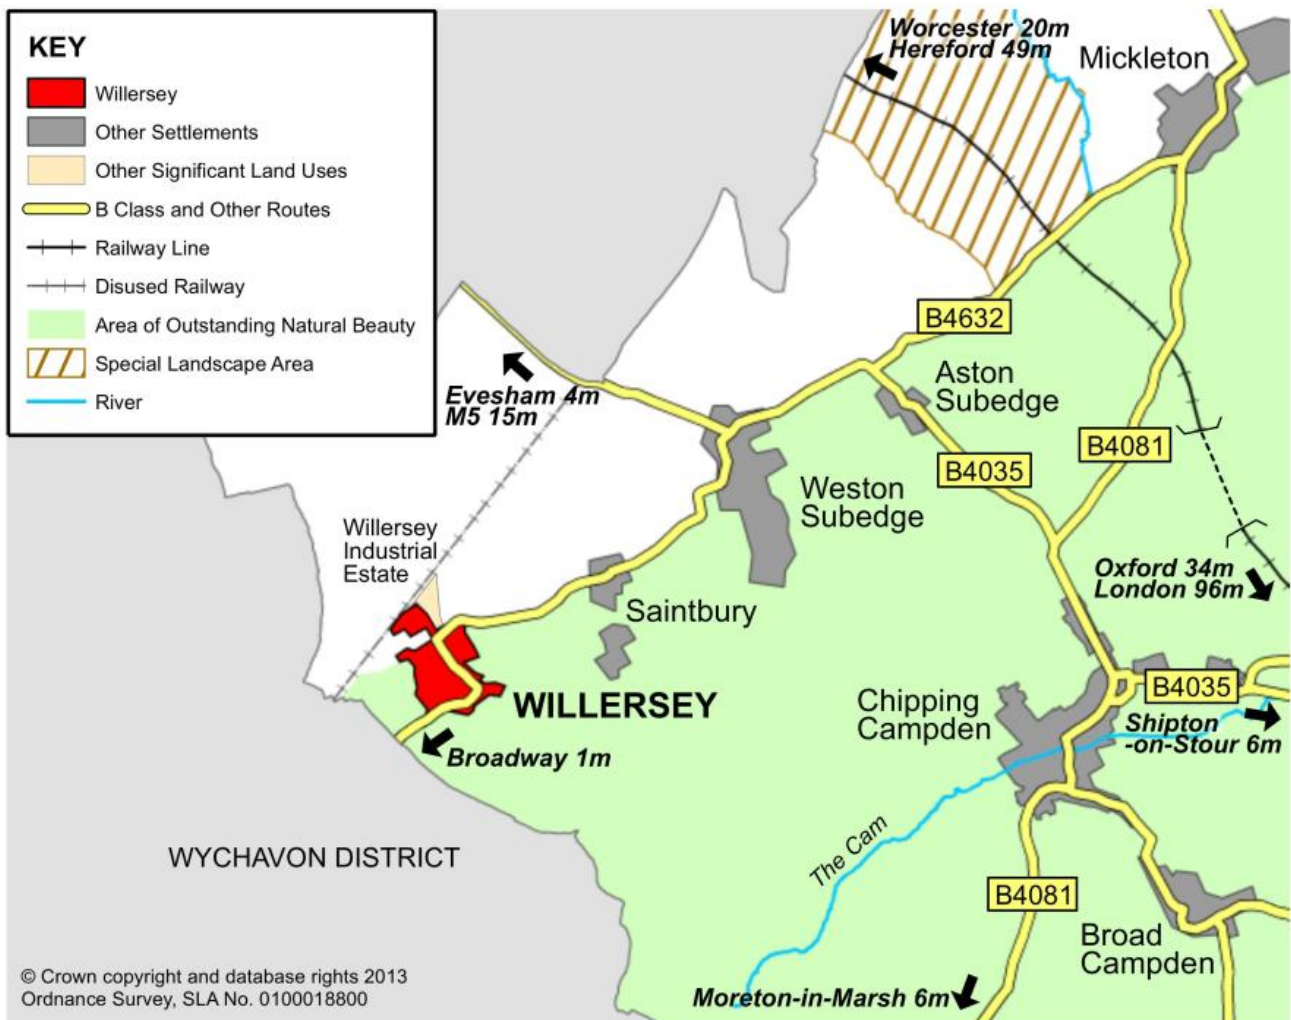 KEY
Willersey
Other Settlements
Other Significant Land Uses
B Class and Other Routes
Railway Line
Disused Railway
Area of Outstanding Natural Beauty
Special Landscape Area
River
Worcester 20m
Hereford 49m
Mickleton
B4632
Evesham 4m
M5 15m
Aston
Subedge
B4081
B4035
Weston
Subedge
Willersey
Industrial
Estate
Oxford 34m
London 96m
Saintbury
WILLERSEY
Chipping
Campden
B4035
Shipton
-on-Stour 6m
Broadway 1m
WYCHAVON DISTRICT
The Cam
B4081
Broad
Campden
Moreton-in-Marsh 6m
© Crown copyright and database rights 2013
Ordnance Survey, SLA No. 0100018800